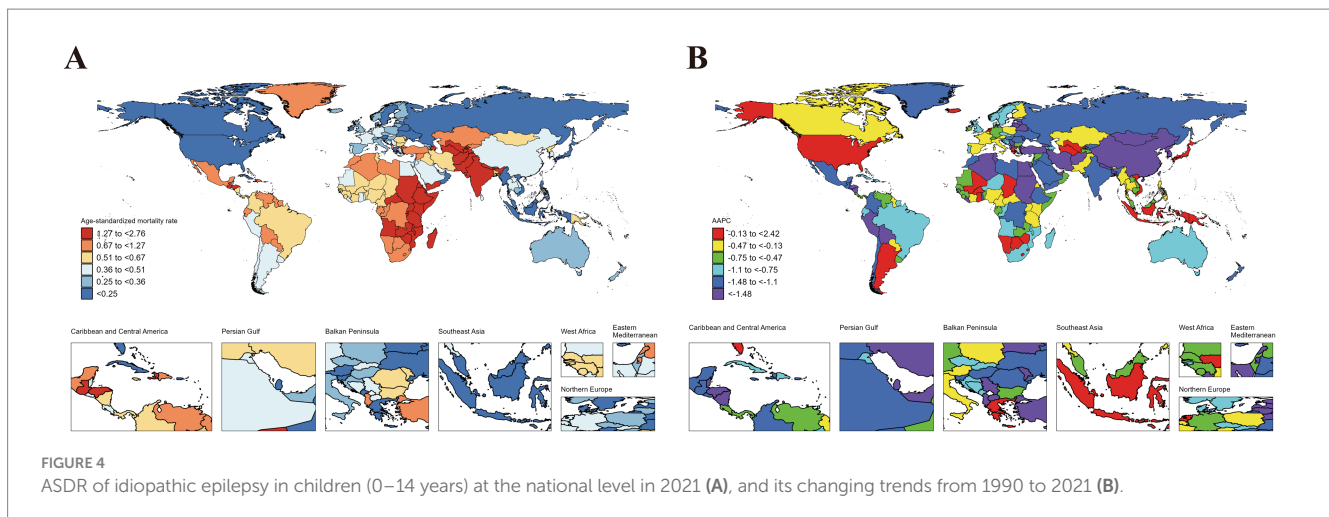 A
B
Age-standardized mortality rate
1.27 to <2.76
0.67 to <1.27
0.51 to <0.67
0.36 to <0.51
0.25 to <0.36
<0.25
AAPC
-0.13 to <2.42
-0.47 to <-0.13
-0.75 to <-0.47
-1.1 to <-0.75
-1.48 to <-1.1
<-1.48
Caribbean and Central America
Persian Gulf
Balkan Peninsula
Southeast Asia
West Africa
Eastern
Mediterranean
Northern Europe
Caribbean and Central America
Persian Gulf
Balkan Peninsula
Southeast Asia
West Africa
Eastern
Mediterranean
Northern Europe
FIGURE 4
ASDR of idiopathic epilepsy in children (0–14 years) at the national level in 2021 (A), and its changing trends from 1990 to 2021 (B).